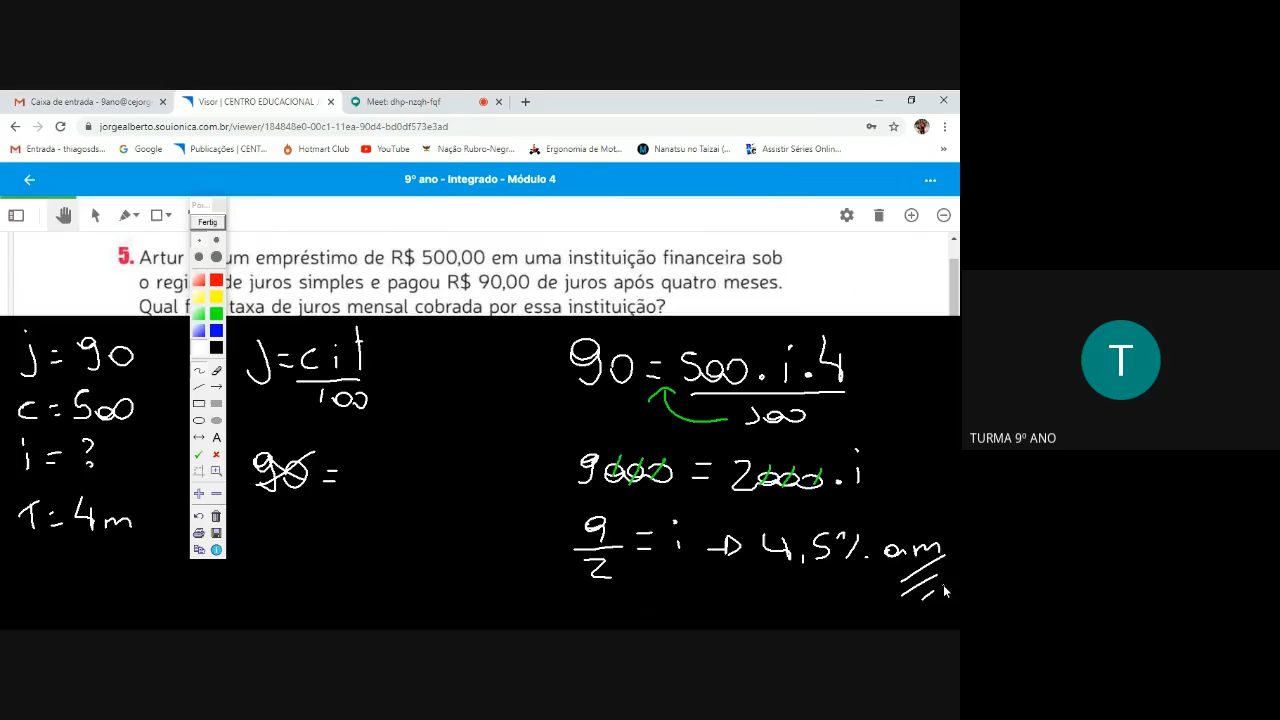 Caixa de entrada - 9ano@cejorg
Visor | CENTRO EDUCACIONAL J
Meet: dhp-nzqh-fqf
jorgealberto.souionica.com.br/viewer/184848e0-00c1-11ea-90d4-bd0df573e3ad
Entrada - thiagosds...
Google
Publicações | CENT...
Hotmart Club
YouTube
Nação Rubro-Negr...
Ergonomia de Mot...
Nanatsu no Taizai (...
Assistir Séries Onlin...
»
9º ano - Integrado - Módulo 4
Fertig
A
5. Artur um empréstimo de R$ 500,00 em uma instituição financeira sob
o regi de juros simples e pagou R$ 90,00 de juros após quatro meses.
Qual f taxa de juros mensal cobrada por essa instituição?
j = 90
c = 500
i = ?
T = 4m
J = c i t
100
90 =
90 = 500 . i . 4
100
9000 = 2000 . i
9
2
= i → 4,5% am
T
TURMA 9º ANO